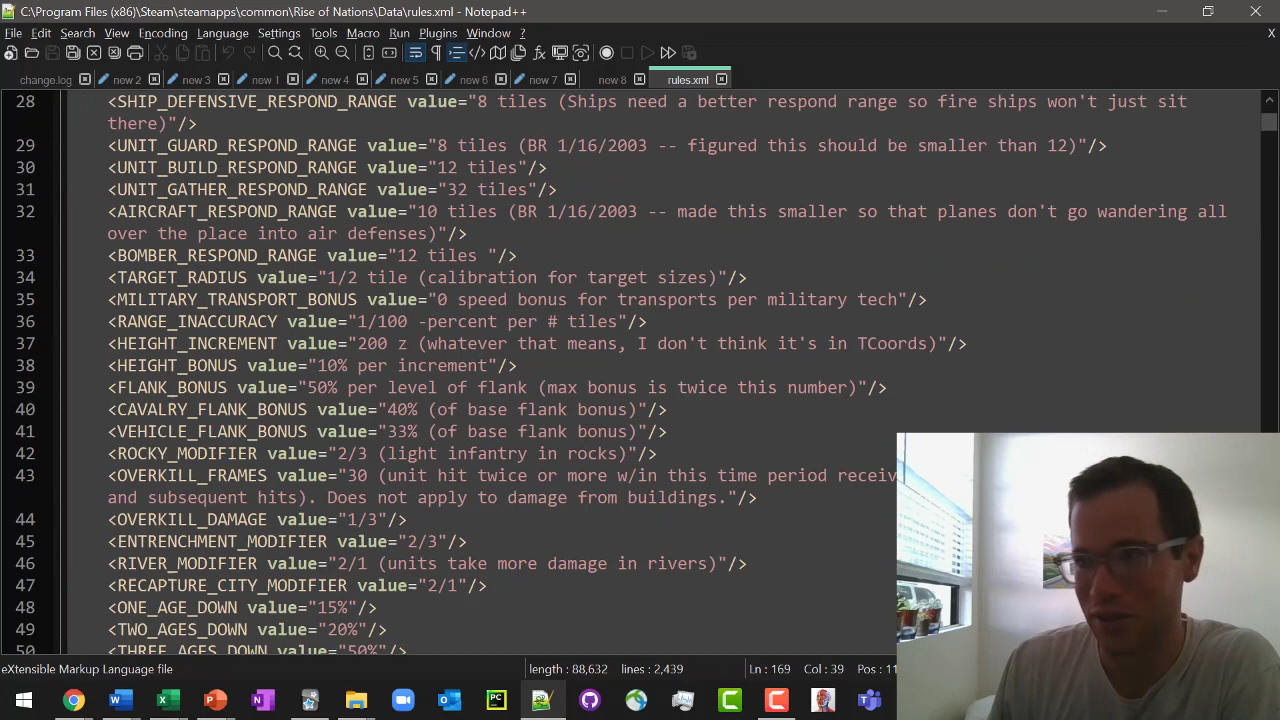 C:\Program Files (x86)\Steam\steamapps\common\Rise of Nations\Data\rules.xml - Notepad++
File Edit Search View Encoding Language Settings Tools Macro Run Plugins Window ? X
change.log new 2 new 3 new 1 new 4 new 5 new 6 new 7 new 8 rules.xml
28 <SHIP_DEFENSIVE_RESPOND_RANGE value="8 tiles (Ships need a better respond range so fire ships won't just sit
there)"/>
29 <UNIT_GUARD_RESPOND_RANGE value="8 tiles (BR 1/16/2003 -- figured this should be smaller than 12)"/>
30 <UNIT_BUILD_RESPOND_RANGE value="12 tiles"/>
31 <UNIT_GATHER_RESPOND_RANGE value="32 tiles"/>
32 <AIRCRAFT_RESPOND_RANGE value="10 tiles (BR 1/16/2003 -- made this smaller so that planes don't go wandering all
over the place into air defenses)"/>
33 <BOMBER_RESPOND_RANGE value="12 tiles "/>
34 <TARGET_RADIUS value="1/2 tile (calibration for target sizes)"/>
35 <MILITARY_TRANSPORT_BONUS value="0 speed bonus for transports per military tech"/>
36 <RANGE_INACCURACY value="1/100 -percent per # tiles"/>
37 <HEIGHT_INCREMENT value="200 z (whatever that means, I don't think it's in TCoords)"/>
38 <HEIGHT_BONUS value="10% per increment"/>
39 <FLANK_BONUS value="50% per level of flank (max bonus is twice this number)"/>
40 <CAVALRY_FLANK_BONUS value="40% (of base flank bonus)"/>
41 <VEHICLE_FLANK_BONUS value="33% (of base flank bonus)"/>
42 <ROCKY_MODIFIER value="2/3 (light infantry in rocks)"/>
43 <OVERKILL_FRAMES value="30 (unit hit twice or more w/in this time period receiv
and subsequent hits). Does not apply to damage from buildings."/>
44 <OVERKILL_DAMAGE value="1/3"/>
45 <ENTRENCHMENT_MODIFIER value="2/3"/>
46 <RIVER_MODIFIER value="2/1 (units take more damage in rivers)"/>
47 <RECAPTURE_CITY_MODIFIER value="2/1"/>
48 <ONE_AGE_DOWN value="15%"/>
49 <TWO_AGES_DOWN value="20%"/>
50 <THREE_AGES_DOWN value="50%"/>
eXtensible Markup Language file length : 88,632 lines : 2,439 Ln : 169 Col : 39 Pos : 11